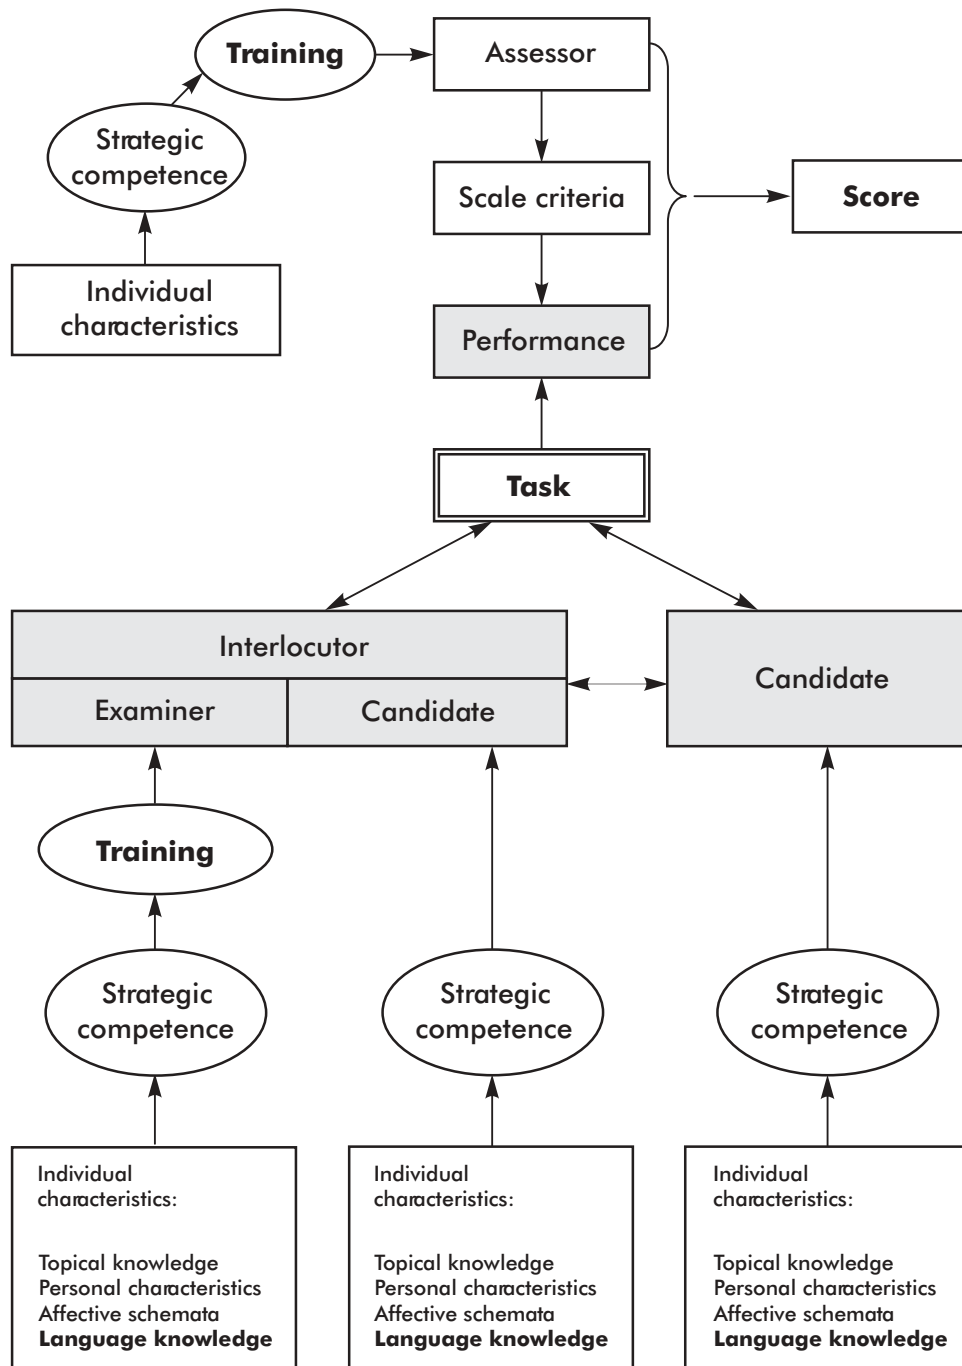 Training
Assessor
Strategic
competence
Scale criteria
Score
Individual
characteristics
Performance
Task
Interlocutor
Examiner
Candidate
Candidate
Training
Strategic
competence
Strategic
competence
Strategic
competence
Individual
characteristics:
Topical knowledge
Personal characteristics
Affective schemata
Language knowledge
Individual
characteristics:
Topical knowledge
Personal characteristics
Affective schemata
Language knowledge
Individual
characteristics:
Topical knowledge
Personal characteristics
Affective schemata
Language knowledge